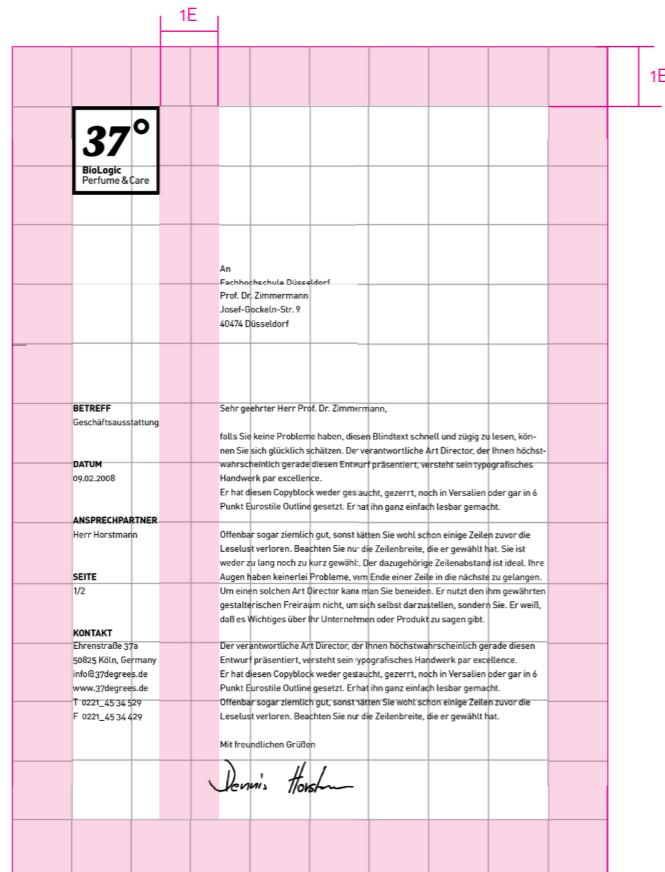 1E
1E
37°
BioLogic
Perfume & Care
An
Fachhochschule Düsseldorf
Prof. Dr. Zimmermann
Josef-Gockeln-Str. 9
40474 Düsseldorf
BETREFF
Geschäftsausstattung
DATUM
09.02.2008
ANSPRECHPARTNER
Herr Horstmann
SEITE
1/2
KONTAKT
Ehrenstraße 37a
50825 Köln, Germany
info@37degrees.de
www.37degrees.de
T 0221_45 34 529
F 0221_45 34 429
Sehr geehrter Herr Prof. Dr. Zimmermann,
falls Sie keine Probleme haben, diesen Blindtext schnell und zügig zu lesen, kön-
nen Sie sich glücklich schätzen. Der verantwortliche Art Director, der Ihnen höchst-
wahrscheinlich gerade diesen Entwurf präsentiert, versteht sein typografisches
Handwerk par excellence.
Er hat diesen Copyblock weder gestaucht, gezerrt, noch in Versalien oder gar in 6
Punkt Eurostile Outline gesetzt. Er hat ihn ganz einfach lesbar gemacht.
Offenbar sogar ziemlich gut, sonst hätten Sie wohl schon einige Zeilen zuvor die
Leselust verloren. Beachten Sie nur die Zeilenbreite, die er gewählt hat. Sie ist
weder zu lang noch zu kurz gewählt. Der dazugehörige Zeilenabstand ist ideal. Ihre
Augen haben keinerlei Probleme, vom Ende einer Zeile in die nächste zu gelangen.
Um einen solchen Art Director kann man Sie beneiden. Er nutzt den ihm gewährten
gestalterischen Freiraum nicht, um sich selbst darzustellen, sondern Sie. Er weiß,
daß es Wichtiges über Ihr Unternehmen oder Produkt zu sagen gibt.
Der verantwortliche Art Director, der Ihnen höchstwahrscheinlich gerade diesen
Entwurf präsentiert, versteht sein typografisches Handwerk par excellence.
Er hat diesen Copyblock weder gestaucht, gezerrt, noch in Versalien oder gar in 6
Punkt Eurostile Outline gesetzt. Er hat ihn ganz einfach lesbar gemacht.
Offenbar sogar ziemlich gut, sonst hätten Sie wohl schon einige Zeilen zuvor die
Leselust verloren. Beachten Sie nur die Zeilenbreite, die er gewählt hat.
Mit freundlichen Grüßen
Dennis